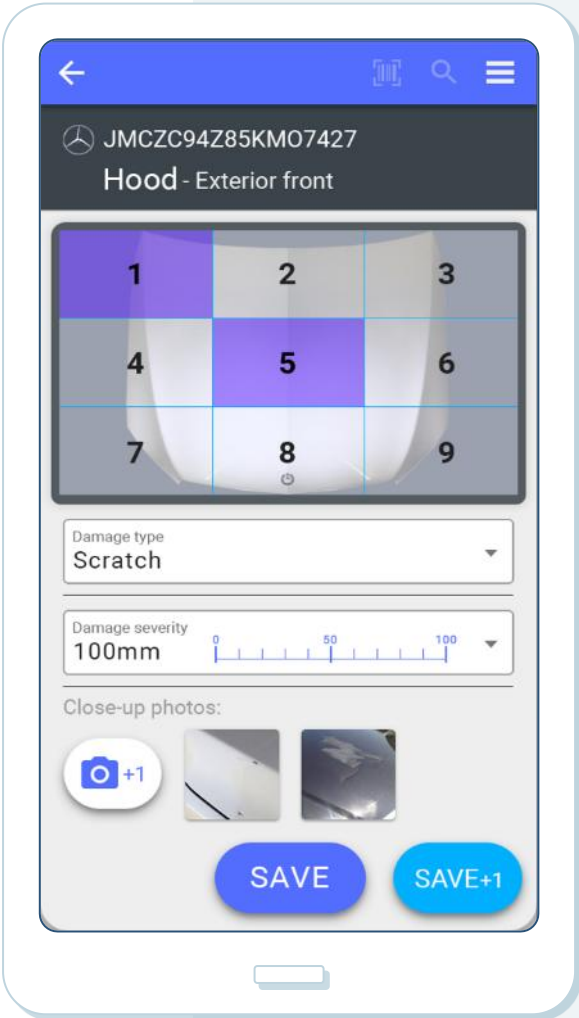 JMCZC94Z85KMO7427
Hood - Exterior front
1 2 3
4 5 6
7 8 9
Damage type
Scratch
Damage severity
100mm
0 50 100
Close-up photos:
+1
SAVE SAVE+1